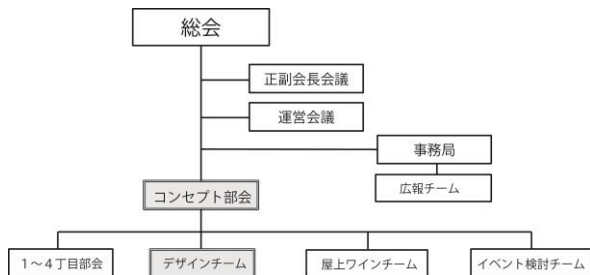 総会
正副会長会議
運営会議
事務局
広報チーム
コンセプト部会
1～4丁目部会
デザインチーム
屋上ワインチーム
イベント検討チーム